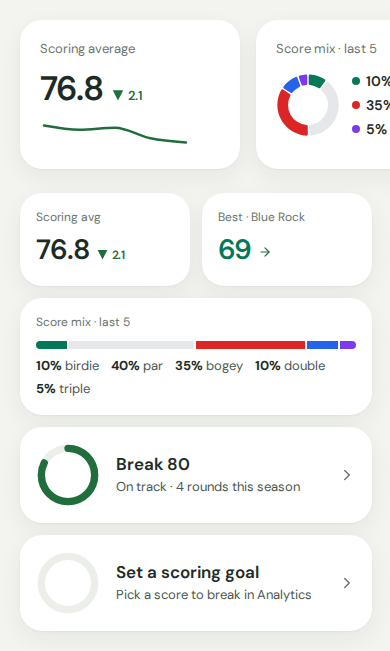 Scoring average
Score mix · last 5
76.8 ▼ 2.1
10%
35%
5%
Scoring avg
Best · Blue Rock
76.8 ▼ 2.1
69 →
Score mix · last 5
10% birdie 40% par 35% bogey 10% double
5% triple
Break 80
On track · 4 rounds this season
Set a scoring goal
Pick a score to break in Analytics